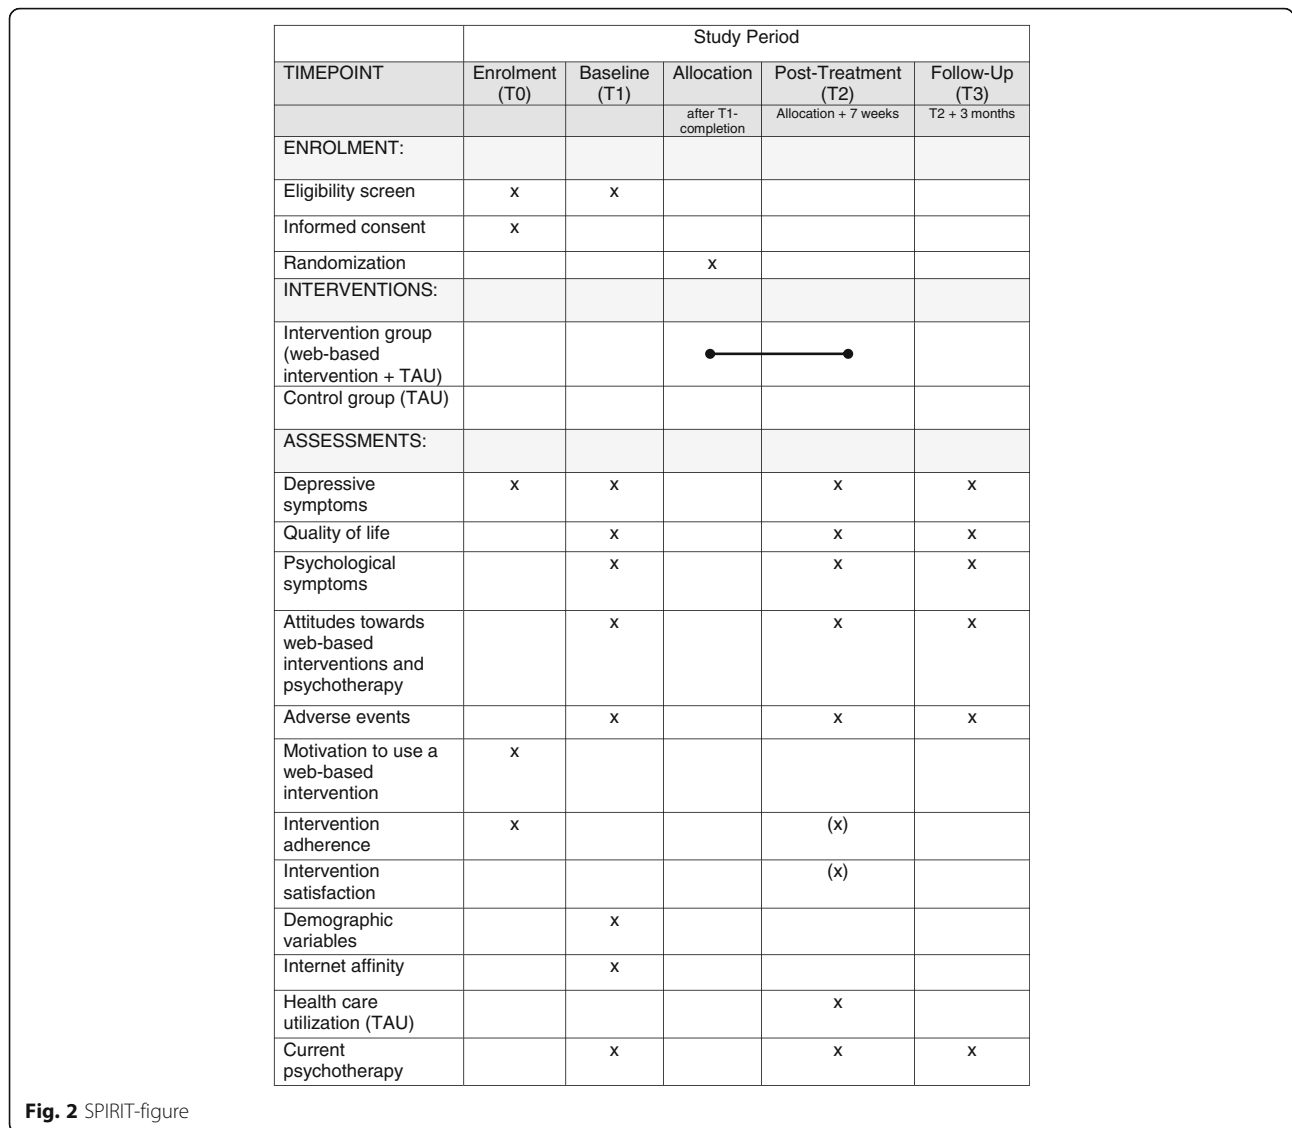 Study Period
TIMEPOINT Enrolment Baseline Allocation Post-Treatment Follow-Up
(T0) (T1) (T2) (T3)
after T1- Allocation + 7 weeks T2 + 3 months
completion
ENROLMENT:
Eligibility screen x x
Informed consent x
Randomization x
INTERVENTIONS:
Intervention group
(web-based
intervention + TAU)
Control group (TAU)
ASSESSMENTS:
Depressive x x x x
symptoms
Quality of life x x x
Psychological x x x
symptoms
Attitudes towards x x x
web-based
interventions and
psychotherapy
Adverse events x x x
Motivation to use a x
web-based
intervention
Intervention x (x)
adherence
Intervention (x)
satisfaction
Demographic x
variables
Internet affinity x
Health care x
utilization (TAU)
Current x x x
psychotherapy
Fig. 2 SPIRIT-figure